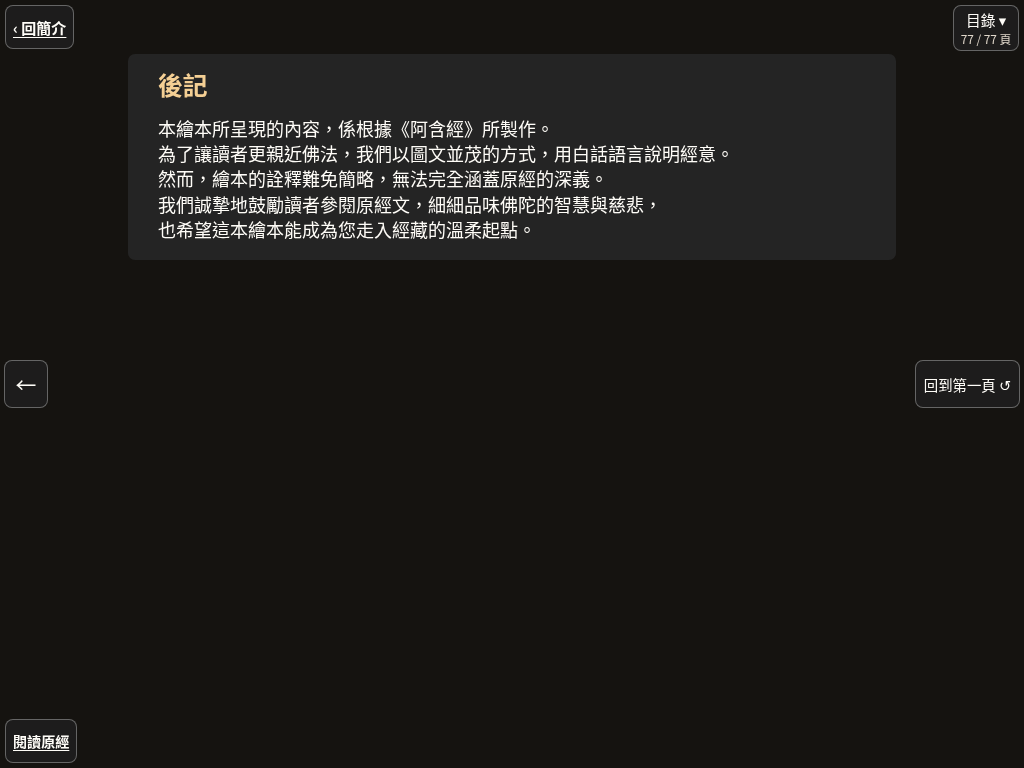 ‹ 回簡介
目錄 ▾
77 / 77 頁
後記
本繪本所呈現的內容，係根據《阿含經》所製作。
為了讓讀者更親近佛法，我們以圖文並茂的方式，用白話語言說明經意。
然而，繪本的詮釋難免簡略，無法完全涵蓋原經的深義。
我們誠摯地鼓勵讀者參閱原經文，細細品味佛陀的智慧與慈悲，
也希望這本繪本能成為您走入經藏的溫柔起點。
←
回到第一頁 ↺
閱讀原經